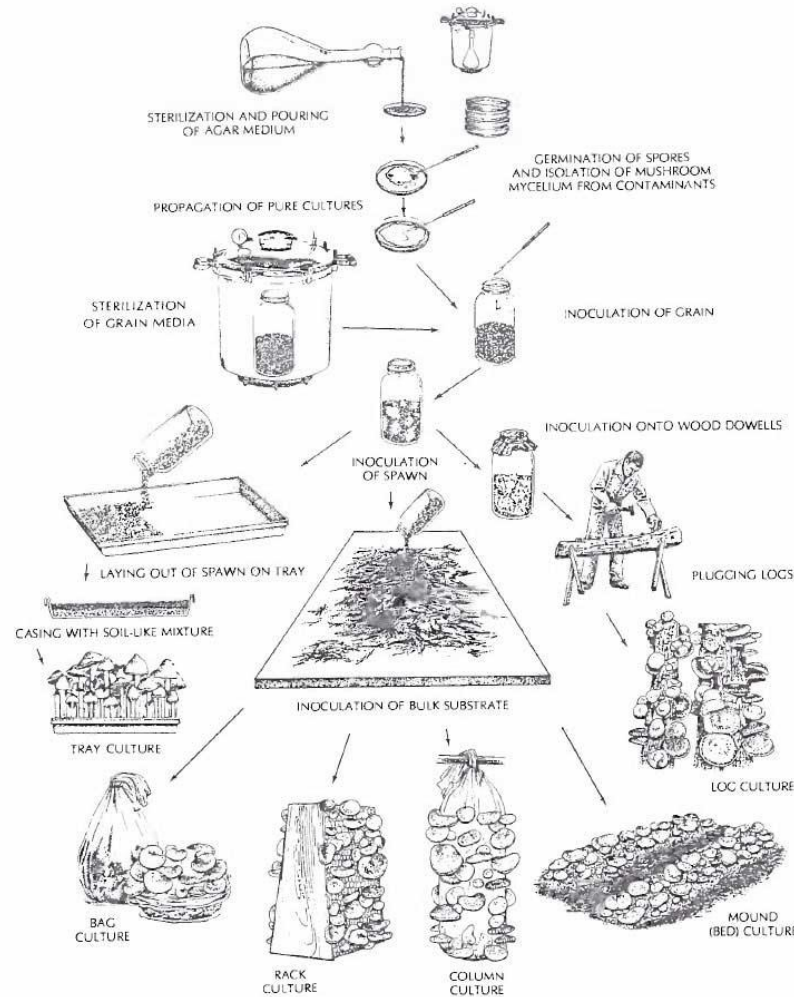 STERILIZATION AND POURING
OF AGAR MEDIUM
GERMINATION OF SPORES
AND ISOLATION OF MUSHROOM
MYCELIUM FROM CONTAMINANTS
PROPAGATION OF PURE CULTURES
STERILIZATION
OF GRAIN MEDIA
INOCULATION OF GRAIN
INOCULATION ONTO WOOD DOWELLS
INOCULATION
OF SPAWN
LAYING OUT OF SPAWN ON TRAY
PLUGGING LOGS
CASING WITH SOIL-LIKE MIXTURE
INOCULATION OF BULK SUBSTRATE
TRAY CULTURE
LOG CULTURE
BAG
CULTURE
MOUND
(BED) CULTURE
RACK
CULTURE
COLUMN
CULTURE